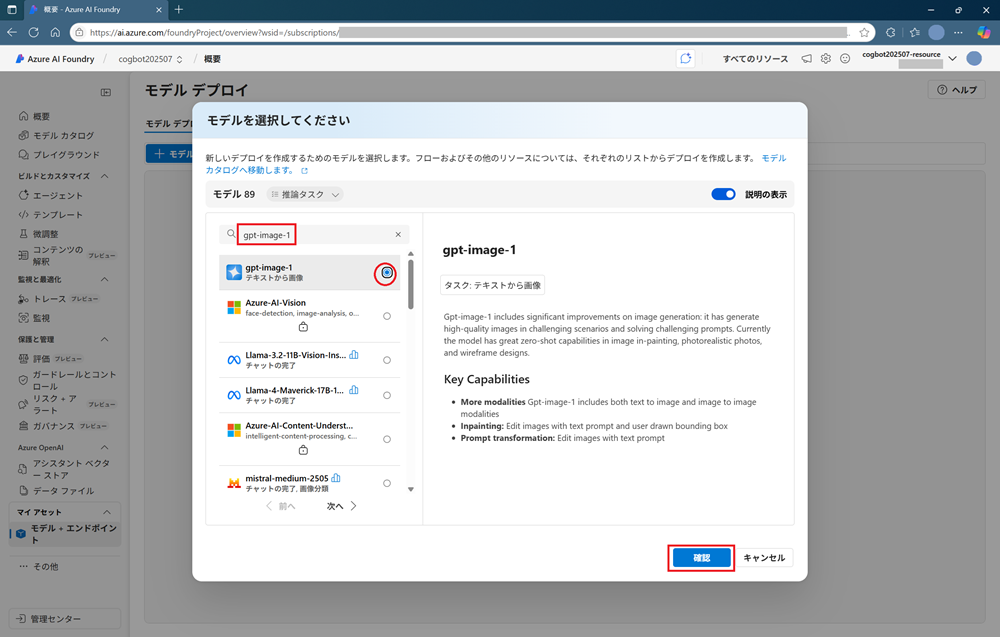 概要 - Azure AI Foundry
https://ai.azure.com/foundryProject/overview?wsid=/subscriptions/
Azure AI Foundry / cogbot202507 / 概要
すべてのリソース
cogbot202507-resource
概要
モデル カタログ
プレイグラウンド
ビルドとカスタマイズ
エージェント
テンプレート
微調整
コンテンツの
解釈
プレビュー
監視と最適化
トレース プレビュー
監視
保護と管理
評価 プレビュー
ガードレールとコント
ロール
リスク + ア
ラート
プレビュー
ガバナンス プレビュー
Azure OpenAI
アシスタント ベクタ
ー ストア
データ ファイル
マイ アセット
モデル + エンドポイン
ト
その他
管理センター
モデル デプロイ
ヘルプ
モデル デプ
モデル
モデルを選択してください
新しいデプロイを作成するためのモデルを選択します。フローおよびその他のリソースについては、それぞれのリストからデプロイを作成します。 モデル
カタログへ移動します。
モデル 89
推論タスク
説明の表示
gpt-image-1
gpt-image-1
テキストから画像
Azure-AI-Vision
face-detection, image-analysis, o...
Llama-3.2-11B-Vision-Ins...
チャットの完了
Llama-4-Maverick-17B-1...
チャットの完了
Azure-AI-Content-Underst...
intelligent-content-processing, c...
mistral-medium-2505
チャットの完了, 画像分類
前へ
次へ
gpt-image-1
タスク: テキストから画像
Gpt-image-1 includes significant improvements on image generation: it has generate
high-quality images in challenging scenarios and solving challenging prompts. Currently
the model has great zero-shot capabilities in image in-painting, photorealistic photos,
and wireframe designs.
Key Capabilities
• More modalities Gpt-image-1 includes both text to image and image to image
modalities
• Inpainting: Edit images with text prompt and user drawn bounding box
• Prompt transformation: Edit images with text prompt
確認
キャンセル